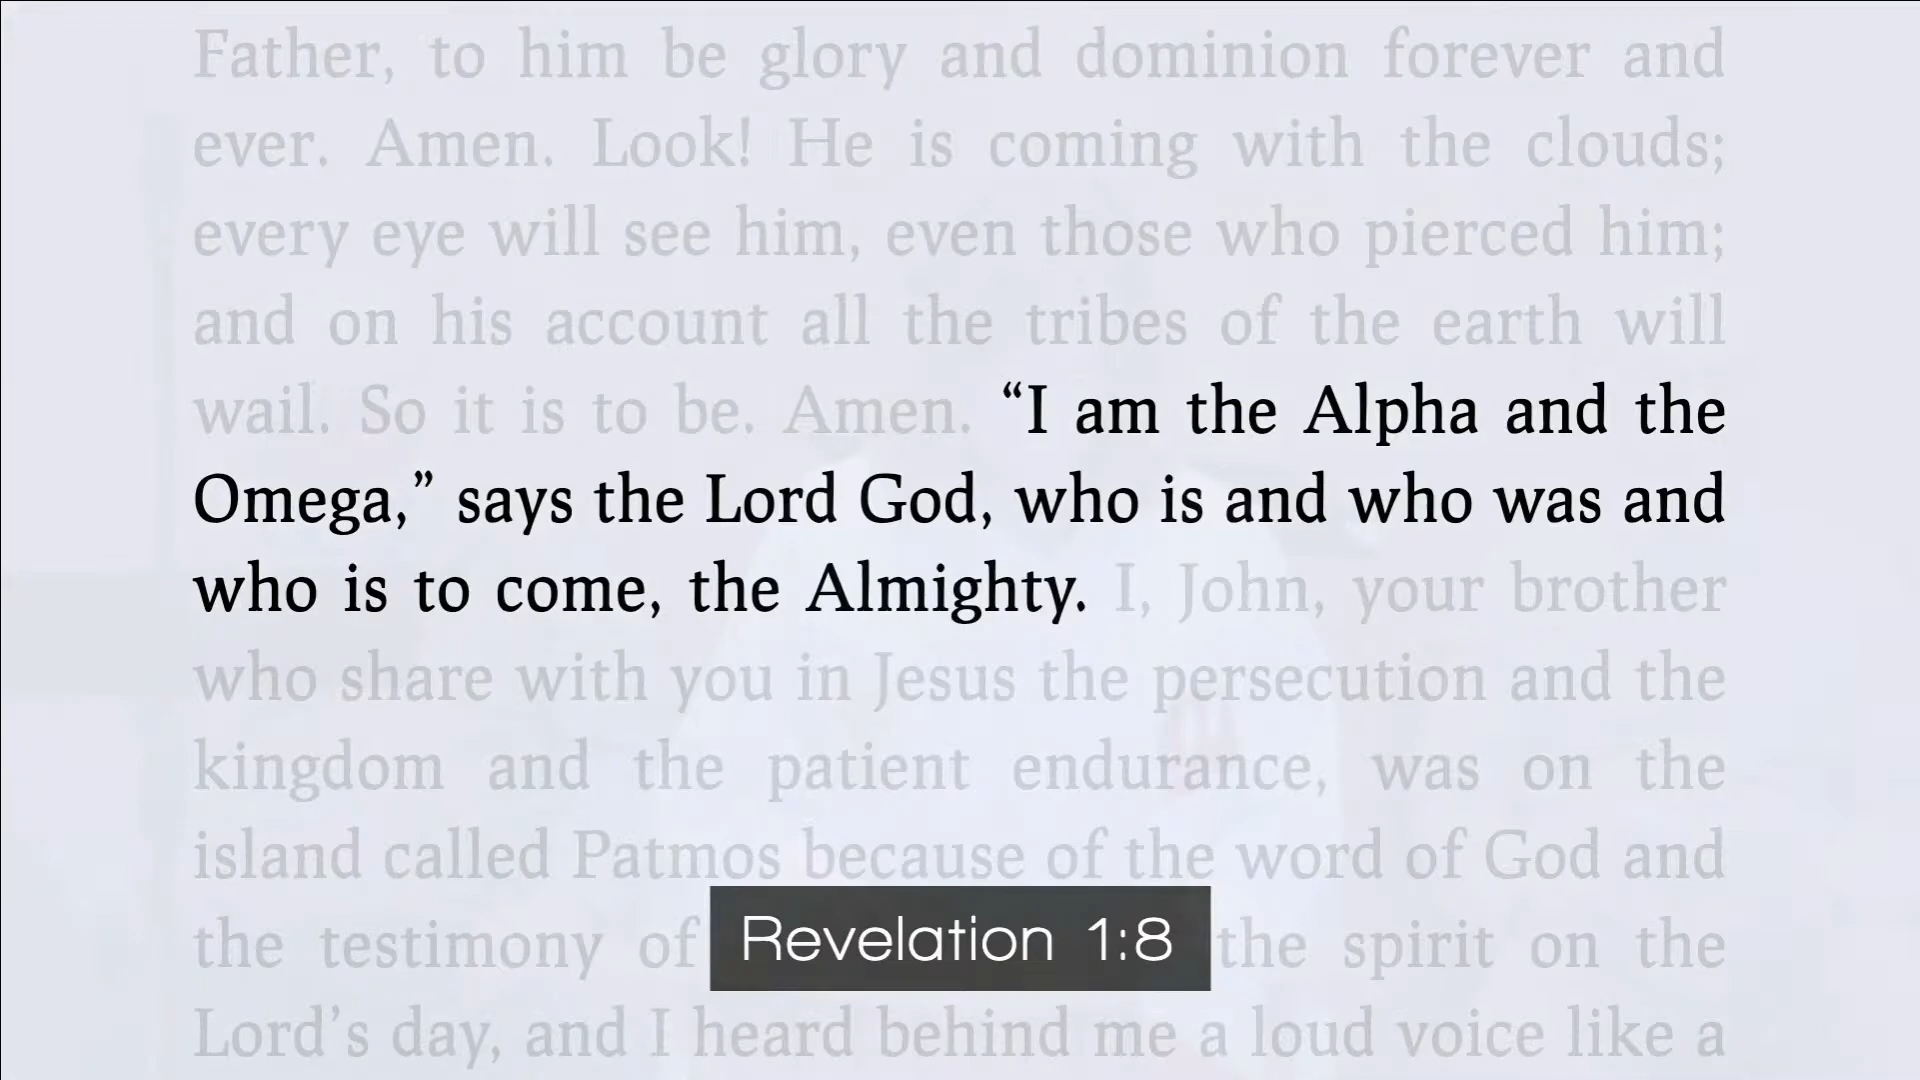 Father, to him be glory and dominion forever and
ever. Amen. Look! He is coming with the clouds;
every eye will see him, even those who pierced him;
and on his account all the tribes of the earth will
wail. So it is to be. Amen. “I am the Alpha and the
Omega,” says the Lord God, who is and who was and
who is to come, the Almighty. I, John, your brother
who share with you in Jesus the persecution and the
kingdom and the patient endurance, was on the
island called Patmos because of the word of God and
the testimony of the spirit on the
Revelation 1:8
Lord’s day, and I heard behind me a loud voice like a